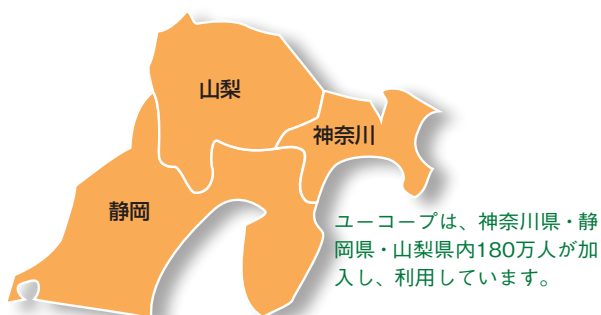 山梨
神奈川
静岡
ユーコープは、神奈川県・静
岡県・山梨県内180万人が加
入し、利用しています。